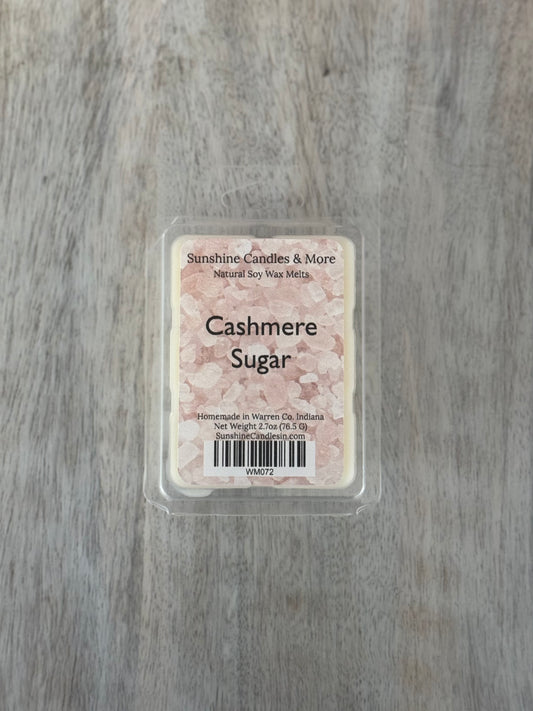 Sunshine Candles & More
Natural Soy Wax Melts
Cashmere
Sugar
Homemade in Warren Co. Indiana
Net Weight 2.7oz (76.5 G)
SunshineCandlesin.com
WM072